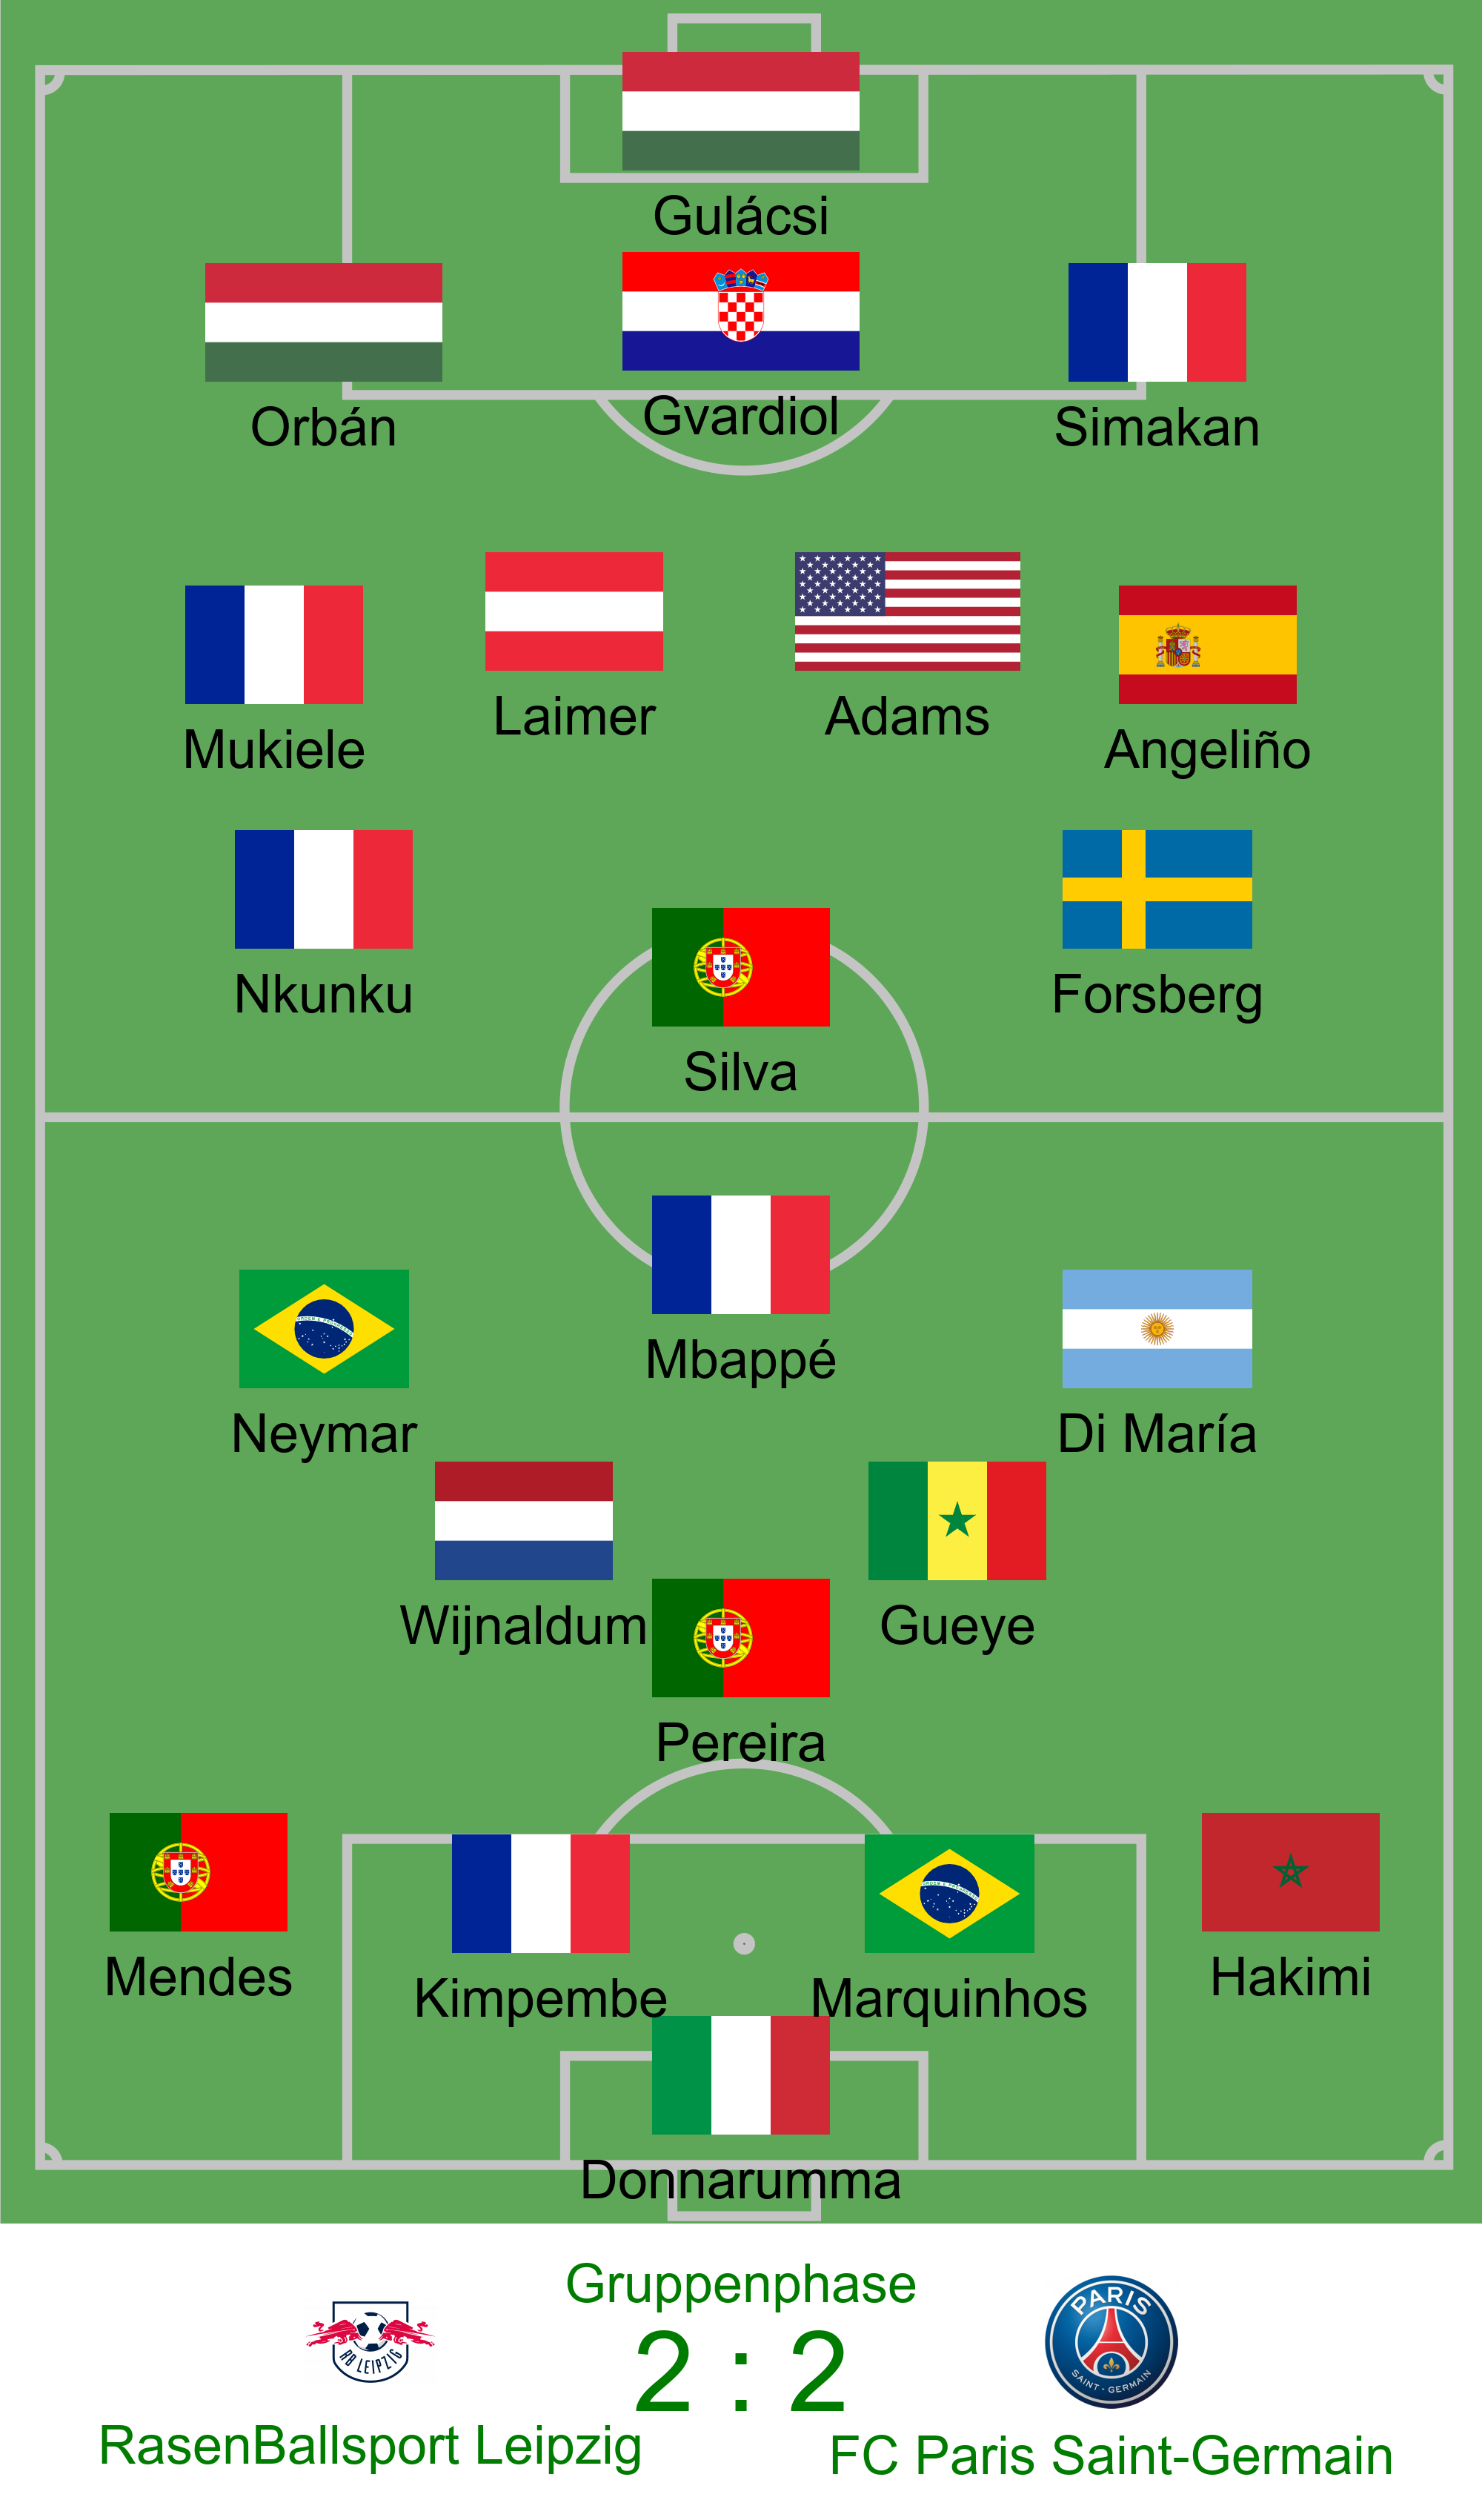 Gulácsi
Orbán
Gvardiol
Simakan
Mukiele
Laimer
Adams
Angeliño
Nkunku
Silva
Forsberg
Neymar
Mbappé
Di María
Wijnaldum
Gueye
Pereira
Mendes
Kimpembe
Marquinhos
Hakimi
Donnarumma
Gruppenphase
2 : 2
RB LEIPZIG
PARIS
SAINT-GERMAIN
RasenBallsport Leipzig
FC Paris Saint-Germain